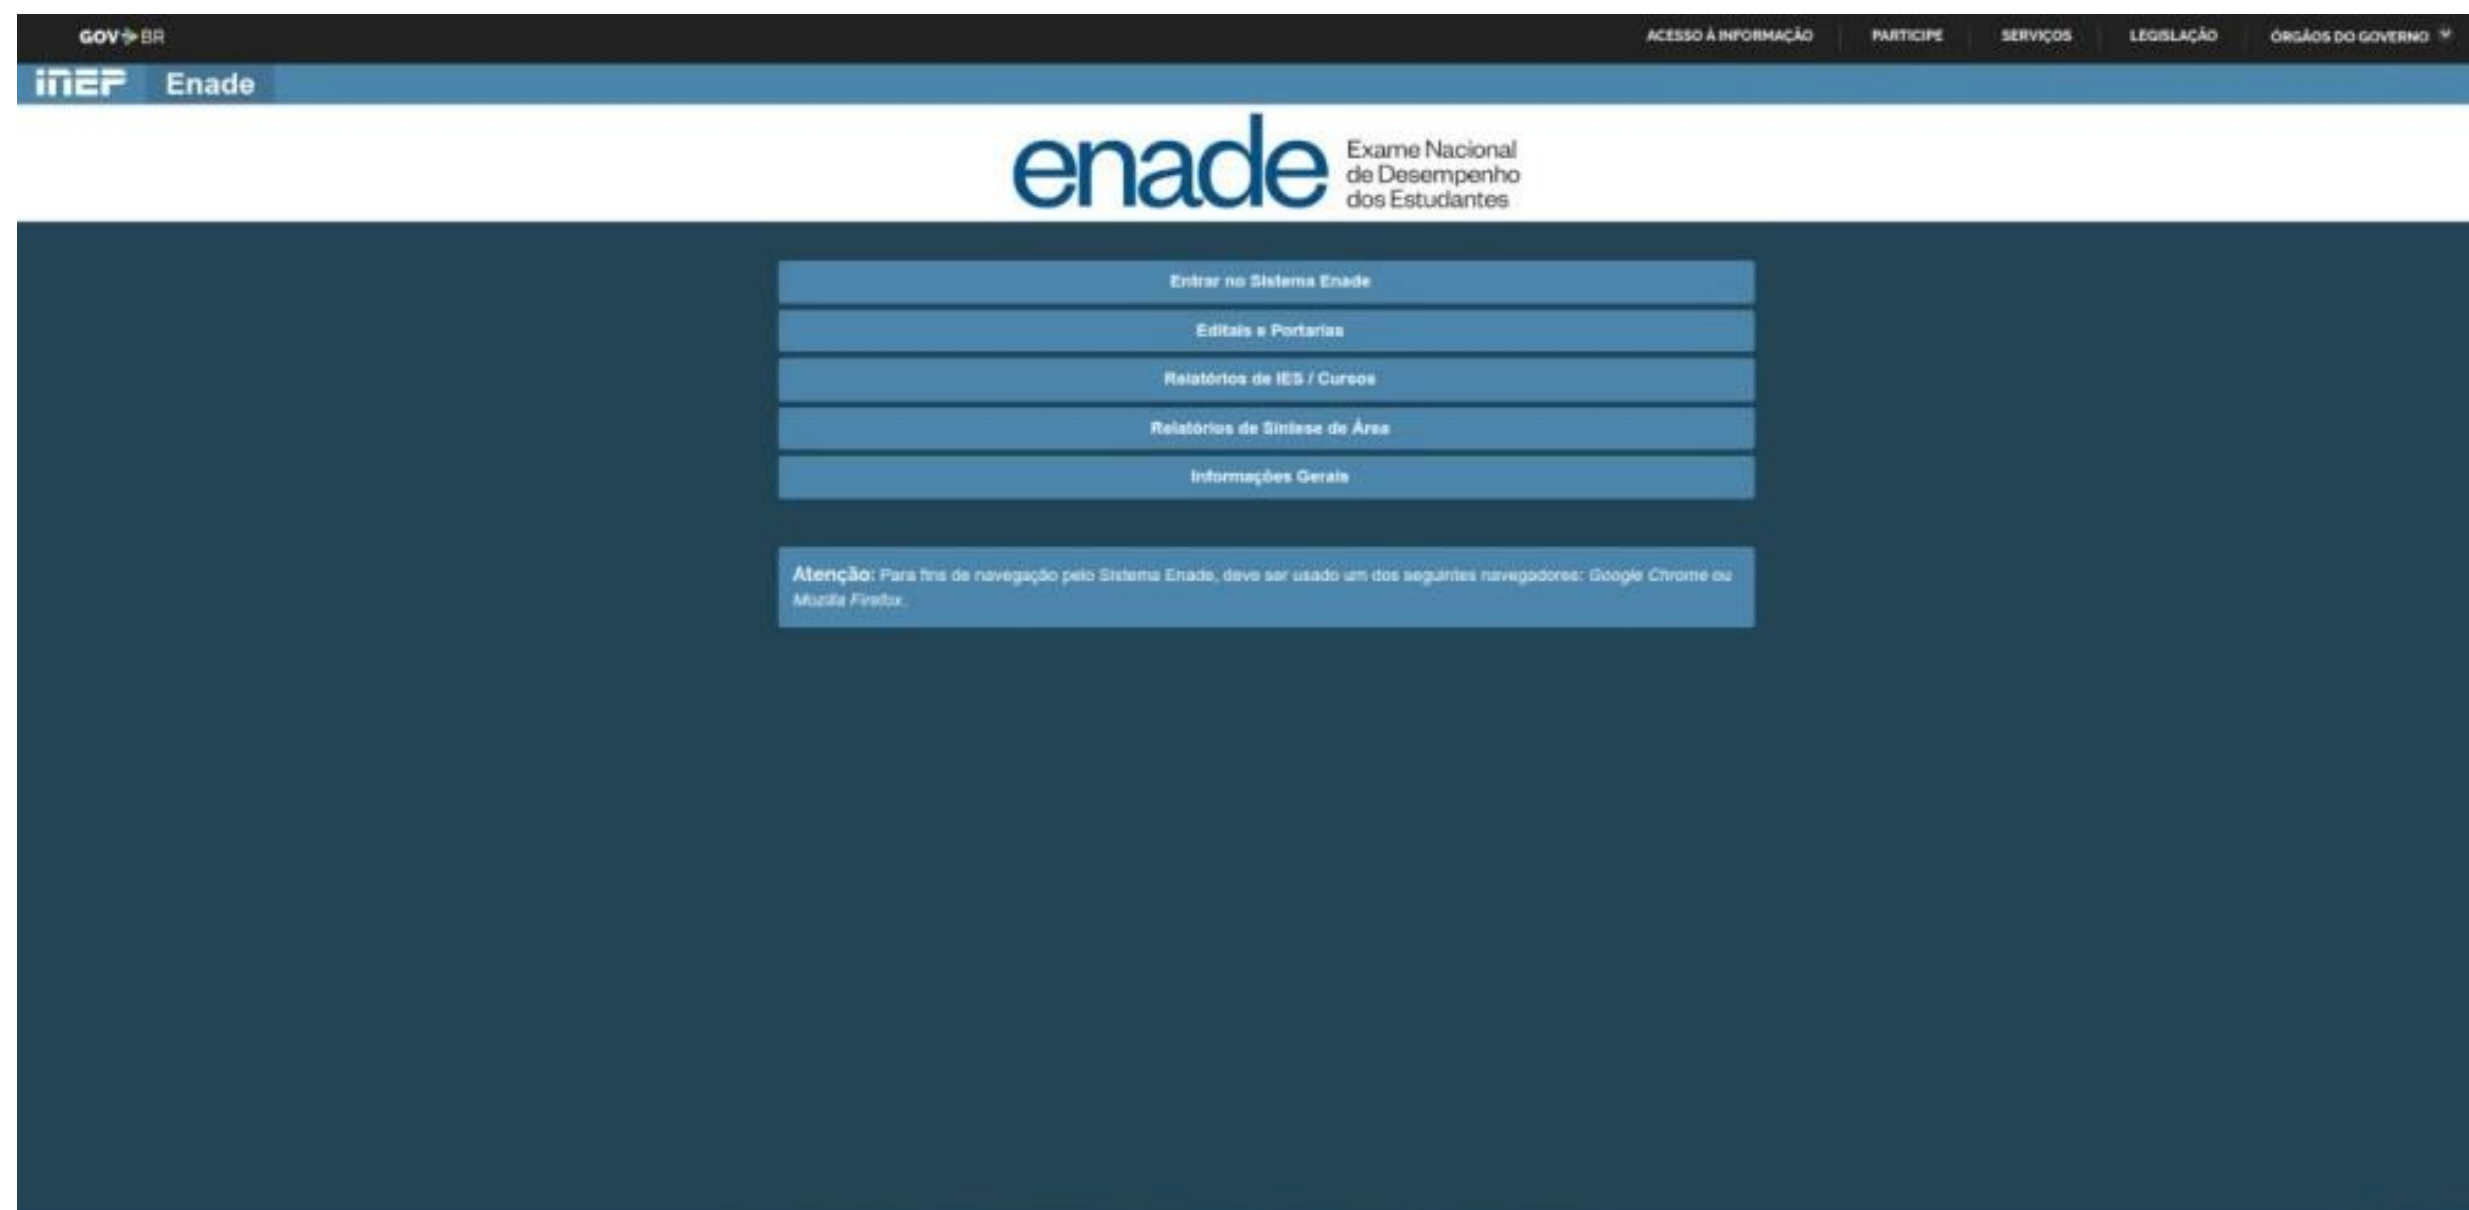 GOV BR ACESSO À INFORMAÇÃO PARTICIPE SERVIÇOS LEGISLAÇÃO ÓRGÃOS DO GOVERNO
inep Enade
enade Exame Nacional
de Desempenho
dos Estudantes
Entrar no Sistema Enade
Editais e Portarias
Relatórios de IES / Cursos
Relatórios de Síntese de Área
Informações Gerais
Atenção: Para fins de navegação pelo Sistema Enade, deve ser usado um dos seguintes navegadores: Google Chrome ou
Mozilla Firefox.